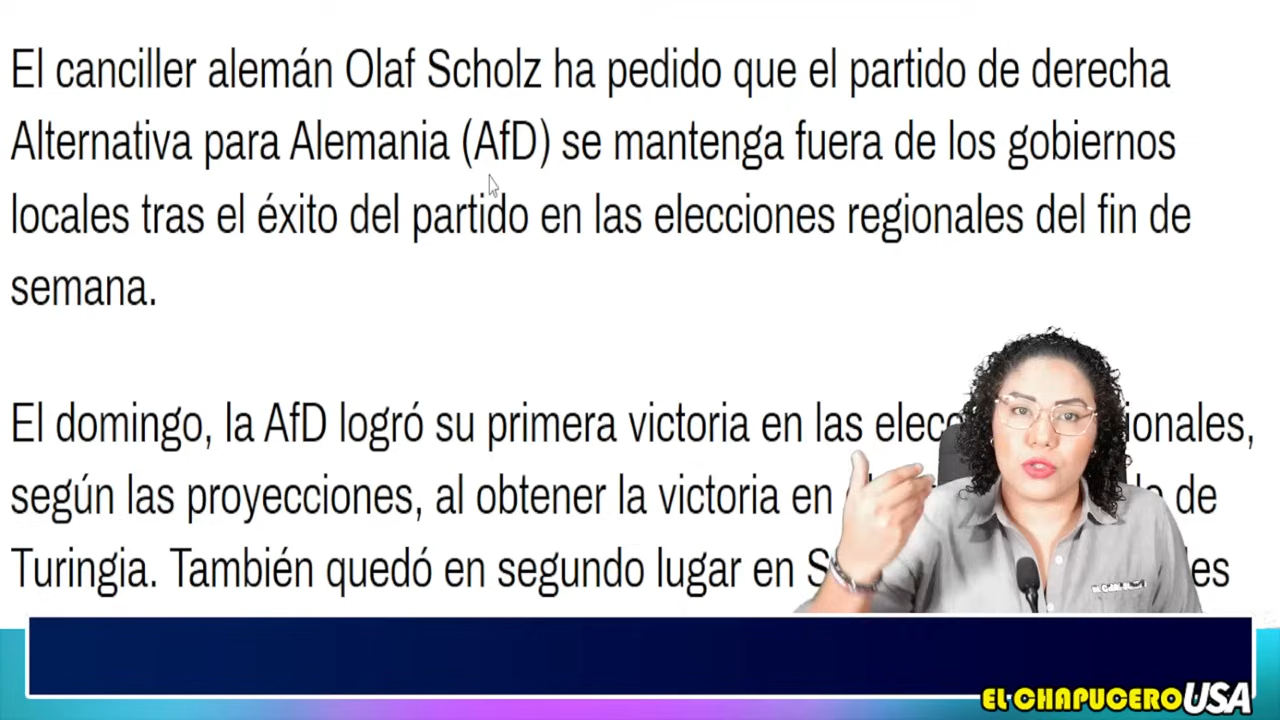 El canciller alemán Olaf Scholz ha pedido que el partido de derecha
Alternativa para Alemania (AfD) se mantenga fuera de los gobiernos
locales tras el éxito del partido en las elecciones regionales del fin de
semana.
El domingo, la AfD logró su primera victoria en las
según las proyecciones, al obtener la victoria en de
Turingia. También quedó en segundo lugar en
EL CHAPUCERO USA